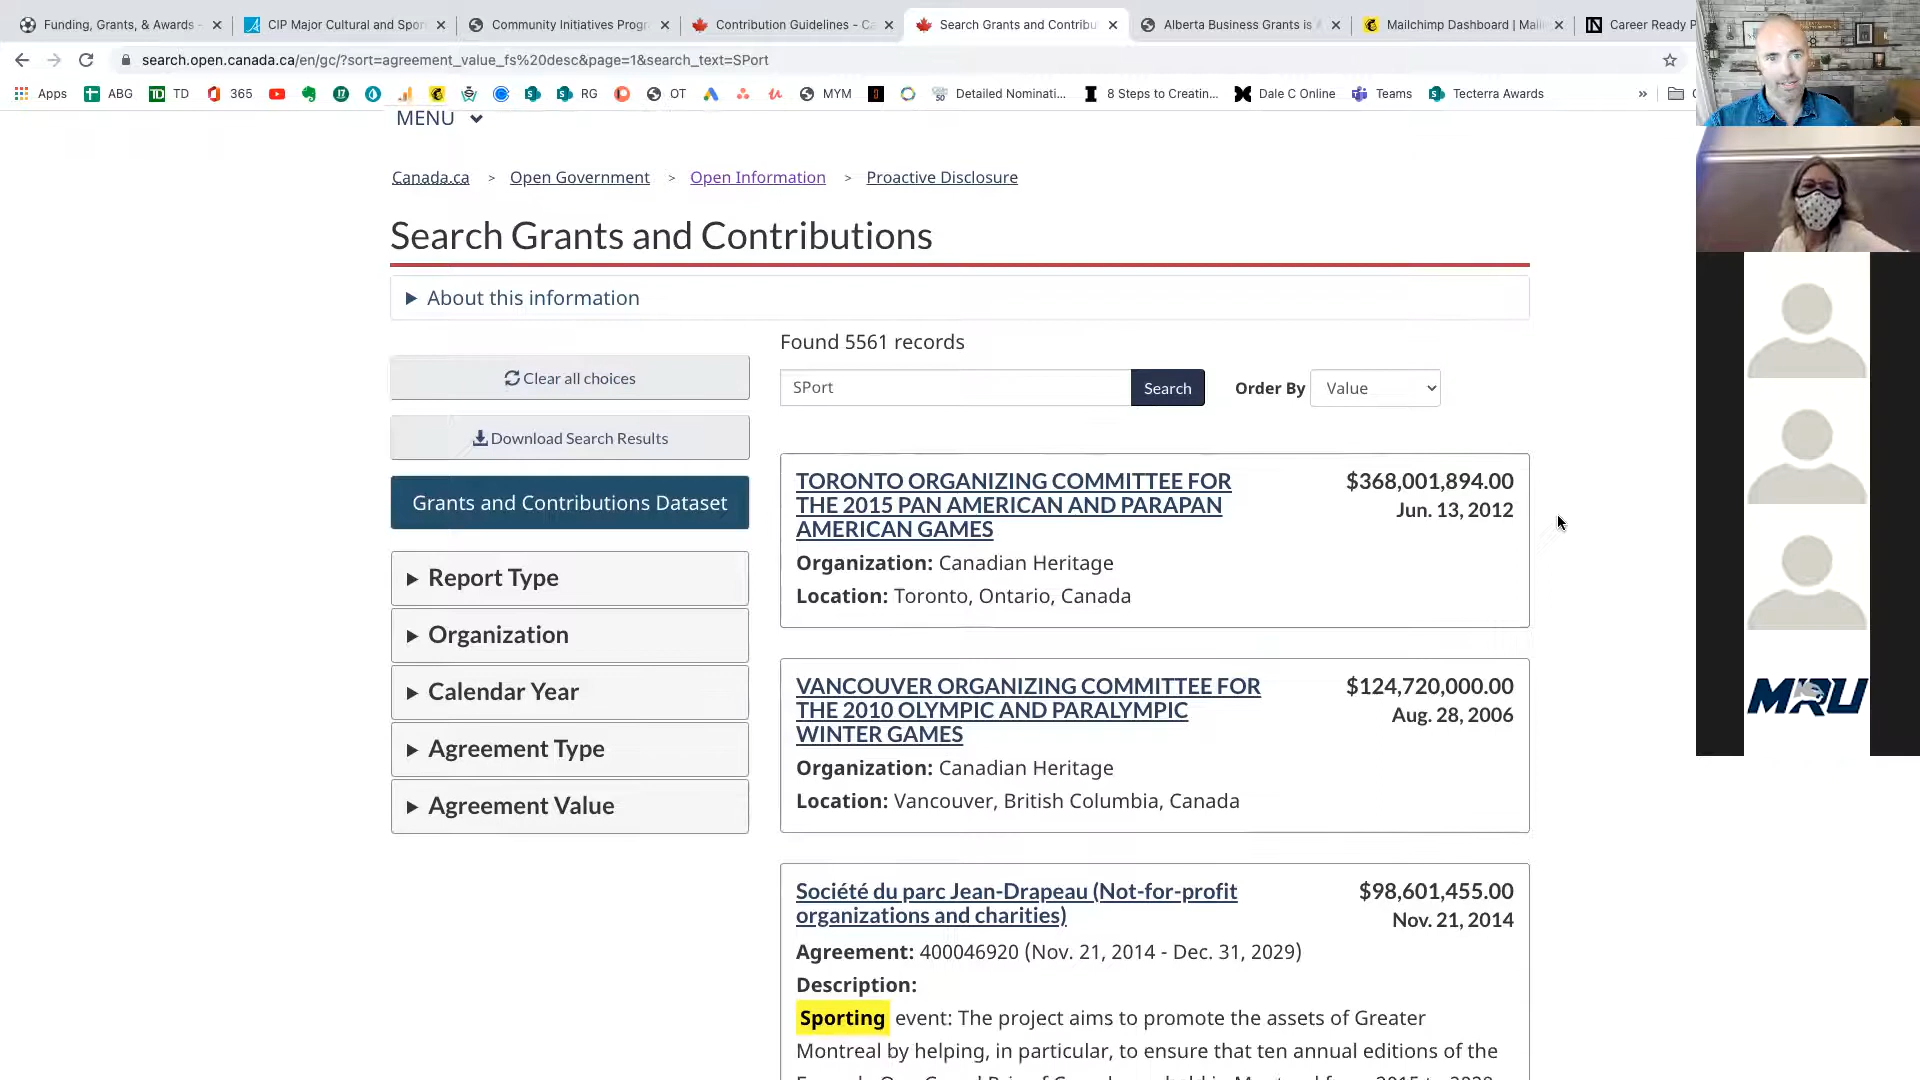 Funding, Grants, & Awards -
CIP Major Cultural and Spor
Community Initiatives Progr
Contribution Guidelines - Ca
Search Grants and Contribu
Alberta Business Grants is A
Mailchimp Dashboard | Mail
Career Ready P
search.open.canada.ca/en/gc/?sort=agreement_value_fs%20desc&page=1&search_text=SPort
Apps ABG TD 365 RG OT MYM Detailed Nominati... 8 Steps to Creatin... Dale C Online Teams Tecterra Awards »
MENU
Canada.ca > Open Government > Open Information > Proactive Disclosure
Search Grants and Contributions
About this information
Found 5561 records
Clear all choices
SPort Search Order By Value
Download Search Results
Grants and Contributions Dataset
Report Type
Organization
Calendar Year
Agreement Type
Agreement Value
TORONTO ORGANIZING COMMITTEE FOR
THE 2015 PAN AMERICAN AND PARAPAN
AMERICAN GAMES
$368,001,894.00
Jun. 13, 2012
Organization: Canadian Heritage
Location: Toronto, Ontario, Canada
VANCOUVER ORGANIZING COMMITTEE FOR
THE 2010 OLYMPIC AND PARALYMPIC
WINTER GAMES
$124,720,000.00
Aug. 28, 2006
Organization: Canadian Heritage
Location: Vancouver, British Columbia, Canada
Société du parc Jean-Drapeau (Not-for-profit
organizations and charities)
$98,601,455.00
Nov. 21, 2014
Agreement: 400046920 (Nov. 21, 2014 - Dec. 31, 2029)
Description:
Sporting event: The project aims to promote the assets of Greater
Montreal by helping, in particular, to ensure that ten annual editions of the
MRU